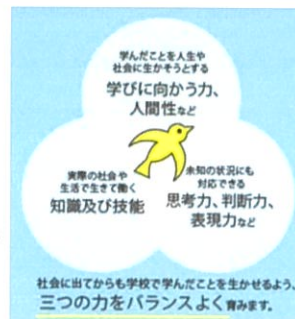 学んだことを人生や
社会に生かそうとする
学びに向かう力、
人間性など
実際の社会や
生活で生きて働く
知識及び技能
未知の状況にも
対応できる
思考力、判断力、
表現力など
社会に出てからも学校で学んだことを生かせるよう、
三つの力をバランスよく育みます。